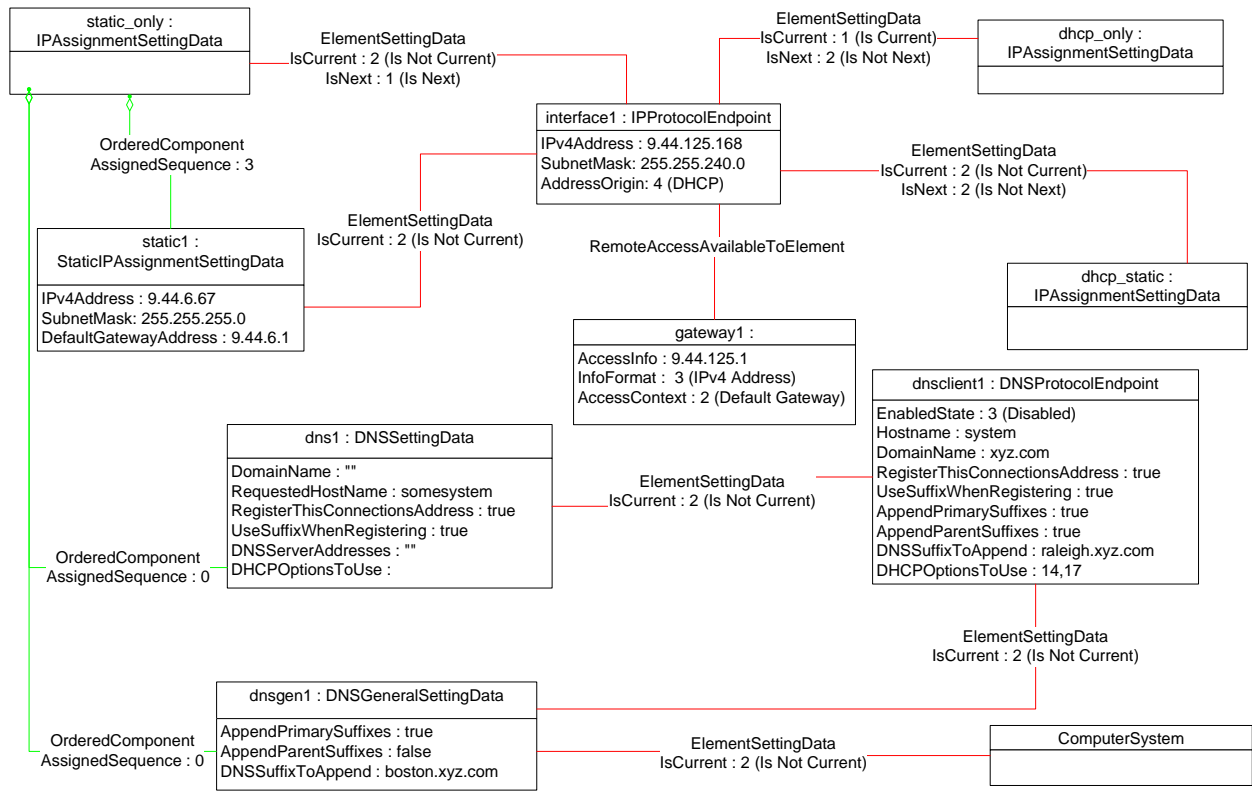 static_only :
IPAssignmentSettingData
ElementSettingData
IsCurrent : 2 (Is Not Current)
IsNext : 1 (Is Next)
ElementSettingData
IsCurrent : 1 (Is Current)
IsNext : 2 (Is Not Next)
dhcp_only :
IPAssignmentSettingData
interface1 : IPProtocolEndpoint
IPv4Address : 9.44.125.168
SubnetMask: 255.255.240.0
AddressOrigin: 4 (DHCP)
OrderedComponent
AssignedSequence : 3
ElementSettingData
IsCurrent : 2 (Is Not Current)
IsNext : 2 (Is Not Next)
ElementSettingData
IsCurrent : 2 (Is Not Current)
static1 :
StaticIPAssignmentSettingData
IPv4Address : 9.44.6.67
SubnetMask: 255.255.255.0
DefaultGatewayAddress : 9.44.6.1
RemoteAccessAvailableToElement
dhcp_static :
IPAssignmentSettingData
gateway1 :
AccessInfo : 9.44.125.1
InfoFormat : 3 (IPv4 Address)
AccessContext : 2 (Default Gateway)
dnsclient1 : DNSProtocolEndpoint
EnabledState : 3 (Disabled)
Hostname : system
DomainName : xyz.com
RegisterThisConnectionsAddress : true
UseSuffixWhenRegistering : true
AppendPrimarySuffixes : true
AppendParentSuffixes : true
DNSSuffixToAppend : raleigh.xyz.com
DHCPOptionsToUse : 14,17
dns1 : DNSSettingData
DomainName : ""
RequestedHostName : somesystem
RegisterThisConnectionsAddress : true
UseSuffixWhenRegistering : true
DNSServerAddresses : ""
DHCPOptionsToUse :
ElementSettingData
IsCurrent : 2 (Is Not Current)
OrderedComponent
AssignedSequence : 0
ElementSettingData
IsCurrent : 2 (Is Not Current)
dnsgen1 : DNSGeneralSettingData
AppendPrimarySuffixes : true
AppendParentSuffixes : false
DNSSuffixToAppend : boston.xyz.com
OrderedComponent
AssignedSequence : 0
ElementSettingData
IsCurrent : 2 (Is Not Current)
ComputerSystem